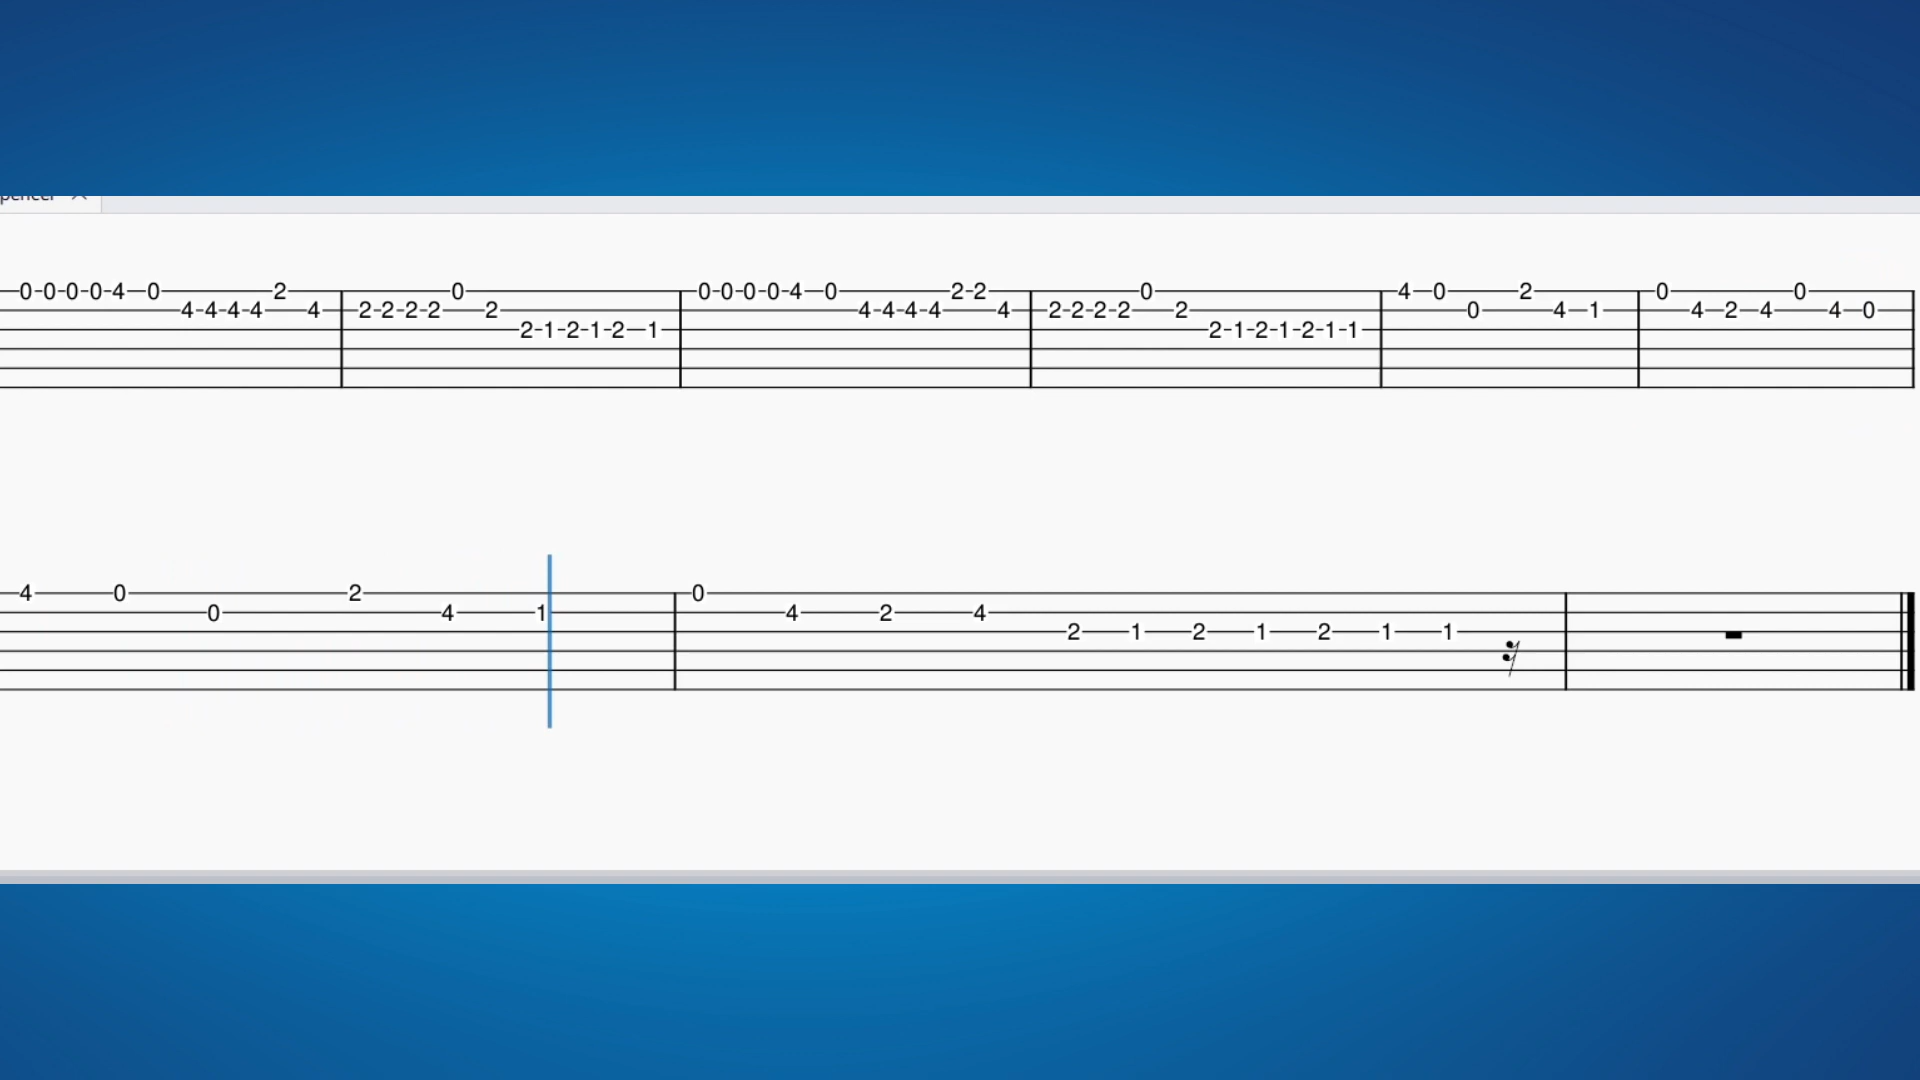 0-0-0-0-4-0 2 0 0-0-0-0-4-0 2-2 0 4-0 2 0 0
4-4-4-4 4 2-2-2-2 2 4-4-4-4 4 2-2-2-2 2 0 4-1 4-2-4 4-0
2-1-2-1-2-1 2-1-2-1-2-1-1
4 0 2 0
0 4 1 4 2 4
2 1 2 1 2 1 1